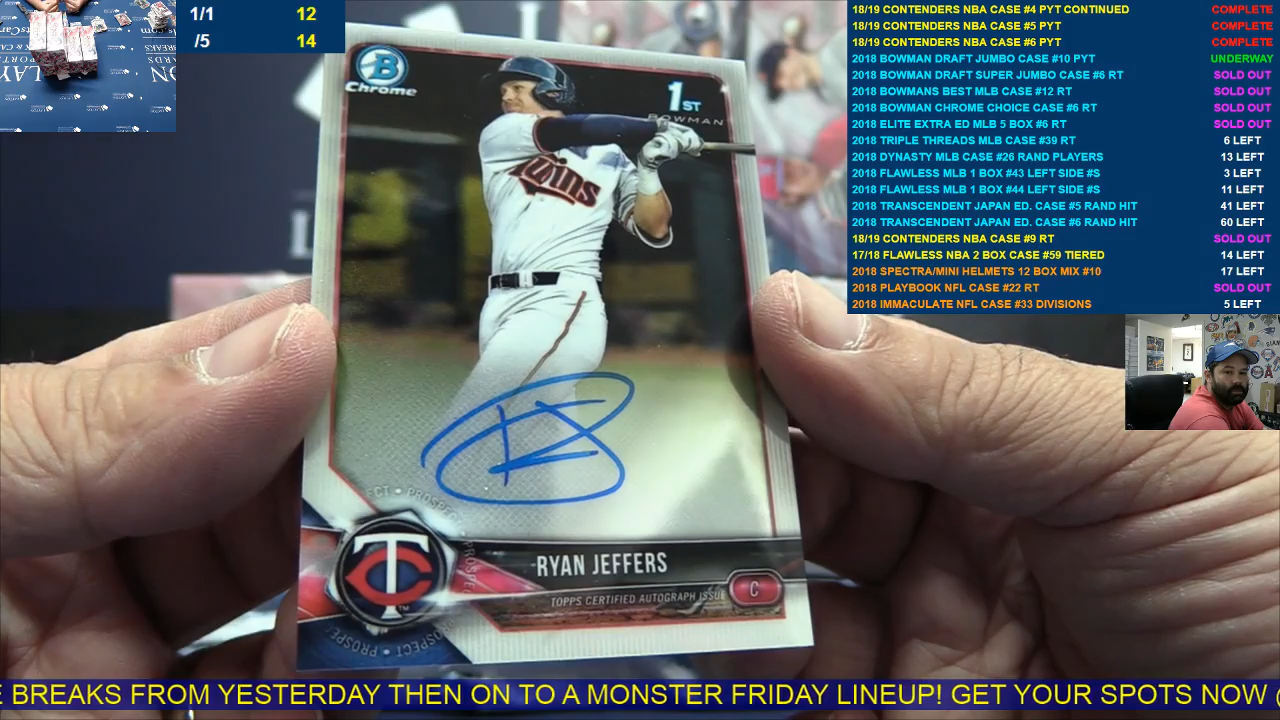 1/1 12
/5 14
18/19 CONTENDERS NBA CASE #4 PYT CONTINUED COMPLETE
18/19 CONTENDERS NBA CASE #5 PYT COMPLETE
18/19 CONTENDERS NBA CASE #6 PYT COMPLETE
2018 BOWMAN DRAFT JUMBO CASE #10 PYT UNDERWAY
2018 BOWMAN DRAFT SUPER JUMBO CASE #6 RT SOLD OUT
2018 BOWMANS BEST MLB CASE #12 RT SOLD OUT
2018 BOWMAN CHROME CHOICE CASE #6 RT SOLD OUT
2018 ELITE EXTRA ED MLB 5 BOX #6 RT SOLD OUT
2018 TRIPLE THREADS MLB CASE #39 RT 6 LEFT
2018 DYNASTY MLB CASE #26 RAND PLAYERS 13 LEFT
2018 FLAWLESS MLB 1 BOX #43 LEFT SIDE #S 3 LEFT
2018 FLAWLESS MLB 1 BOX #44 LEFT SIDE #S 11 LEFT
2018 TRANSCENDENT JAPAN ED. CASE #5 RAND HIT 41 LEFT
2018 TRANSCENDENT JAPAN ED. CASE #6 RAND HIT 60 LEFT
18/19 CONTENDERS NBA CASE #9 RT SOLD OUT
17/18 FLAWLESS NBA 2 BOX CASE #59 TIERED 14 LEFT
2018 SPECTRA/MINI HELMETS 12 BOX MIX #10 17 LEFT
2018 PLAYBOOK NFL CASE #22 RT SOLD OUT
2018 IMMACULATE NFL CASE #33 DIVISIONS 5 LEFT
B
Chrome
1ST
BOWMAN
Twins
PROSPECT
TC
RYAN JEFFERS
TOPPS CERTIFIED AUTOGRAPH ISSUE
C
PROSPECT
E BREAKS FROM YESTERDAY THEN ON TO A MONSTER FRIDAY LINEUP! GET YOUR SPOTS NOW